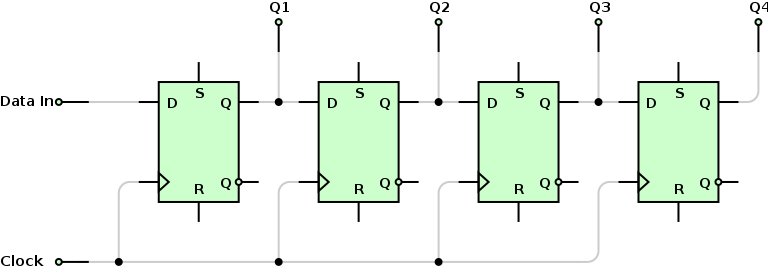 Q1 Q2 Q3 Q4
S S S S
Data In D Q D Q D Q D Q
R Q R Q R Q R Q
Clock